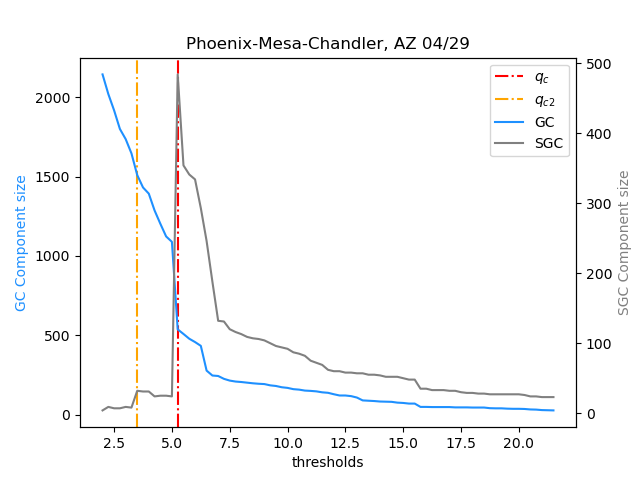 Phoenix-Mesa-Chandler, AZ 04/29
GC Component size
2000
1500
1000
500
0
500
400
300
200
100
0
SGC Component size
q_c
q_c2
GC
SGC
2.5 5.0 7.5 10.0 12.5 15.0 17.5 20.0
thresholds